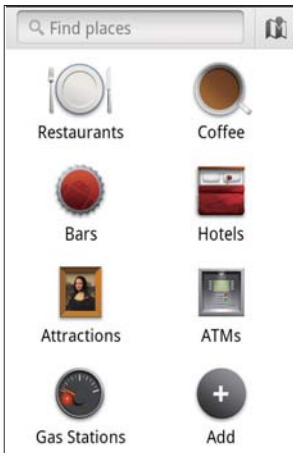 Find places
Restaurants
Coffee
Bars
Hotels
Attractions
ATMs
Gas Stations
Add